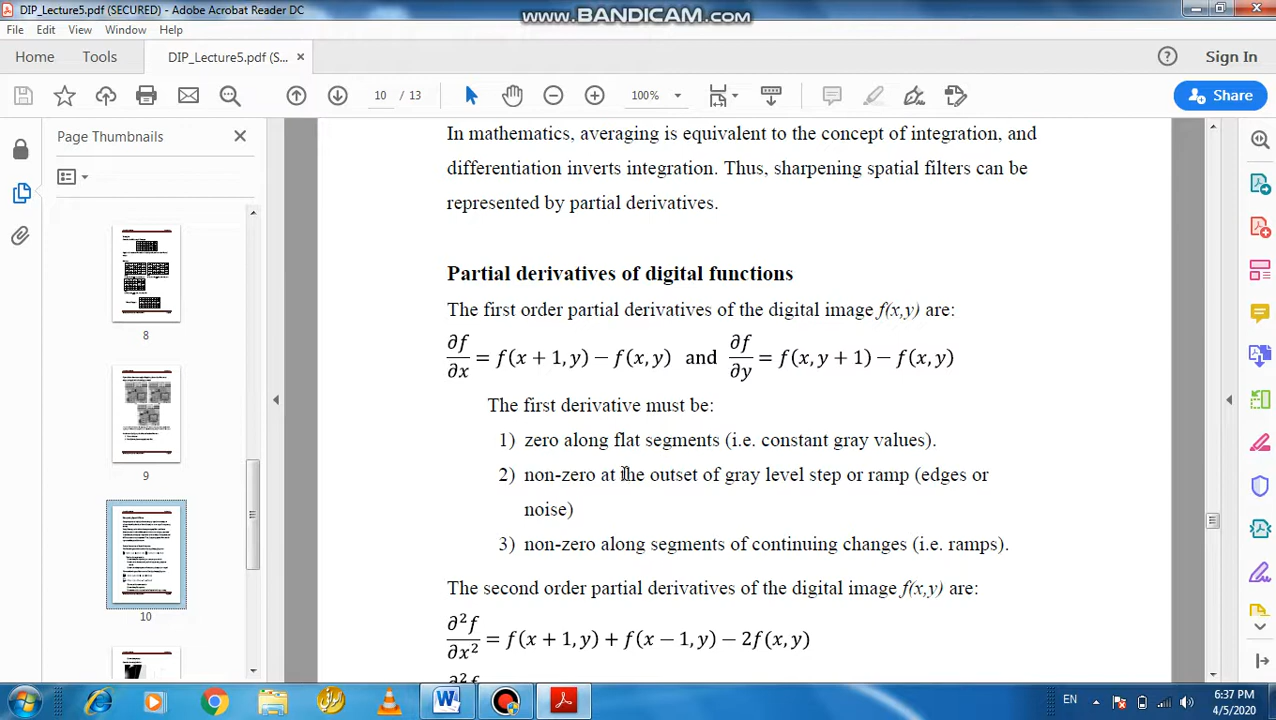 DIP_Lecture5.pdf (SECURED) - Adobe Acrobat Reader DC
www.BANDICAM.com
File Edit View Window Help
Home Tools DIP_Lecture5.pdf (S... × Sign In
10 / 13 100% Share
Page Thumbnails
8
9
10
In mathematics, averaging is equivalent to the concept of integration, and
differentiation inverts integration. Thus, sharpening spatial filters can be
represented by partial derivatives.
Partial derivatives of digital functions
The first order partial derivatives of the digital image f(x,y) are:
∂f/∂x = f(x + 1, y) − f(x, y) and ∂f/∂y = f(x, y + 1) − f(x, y)
The first derivative must be:
1) zero along flat segments (i.e. constant gray values).
2) non-zero at the outset of gray level step or ramp (edges or
noise)
3) non-zero along segments of continuing changes (i.e. ramps).
The second order partial derivatives of the digital image f(x,y) are:
∂²f/∂x² = f(x + 1, y) + f(x − 1, y) − 2f(x, y)
∂²f
EN 6:37 PM
4/5/2020